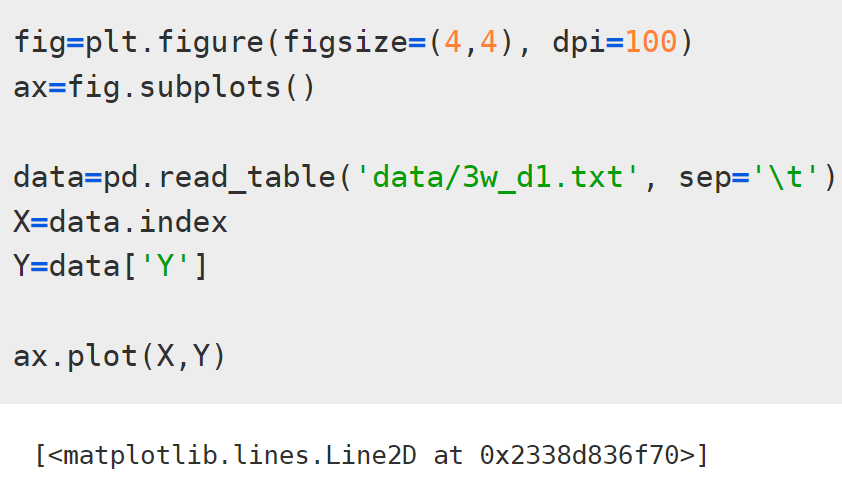 fig=plt.figure(figsize=(4,4), dpi=100)
ax=fig.subplots()
data=pd.read_table('data/3w_d1.txt', sep='\t')
X=data.index
Y=data['Y']
ax.plot(X,Y)
[<matplotlib.lines.Line2D at 0x2338d836f70>]